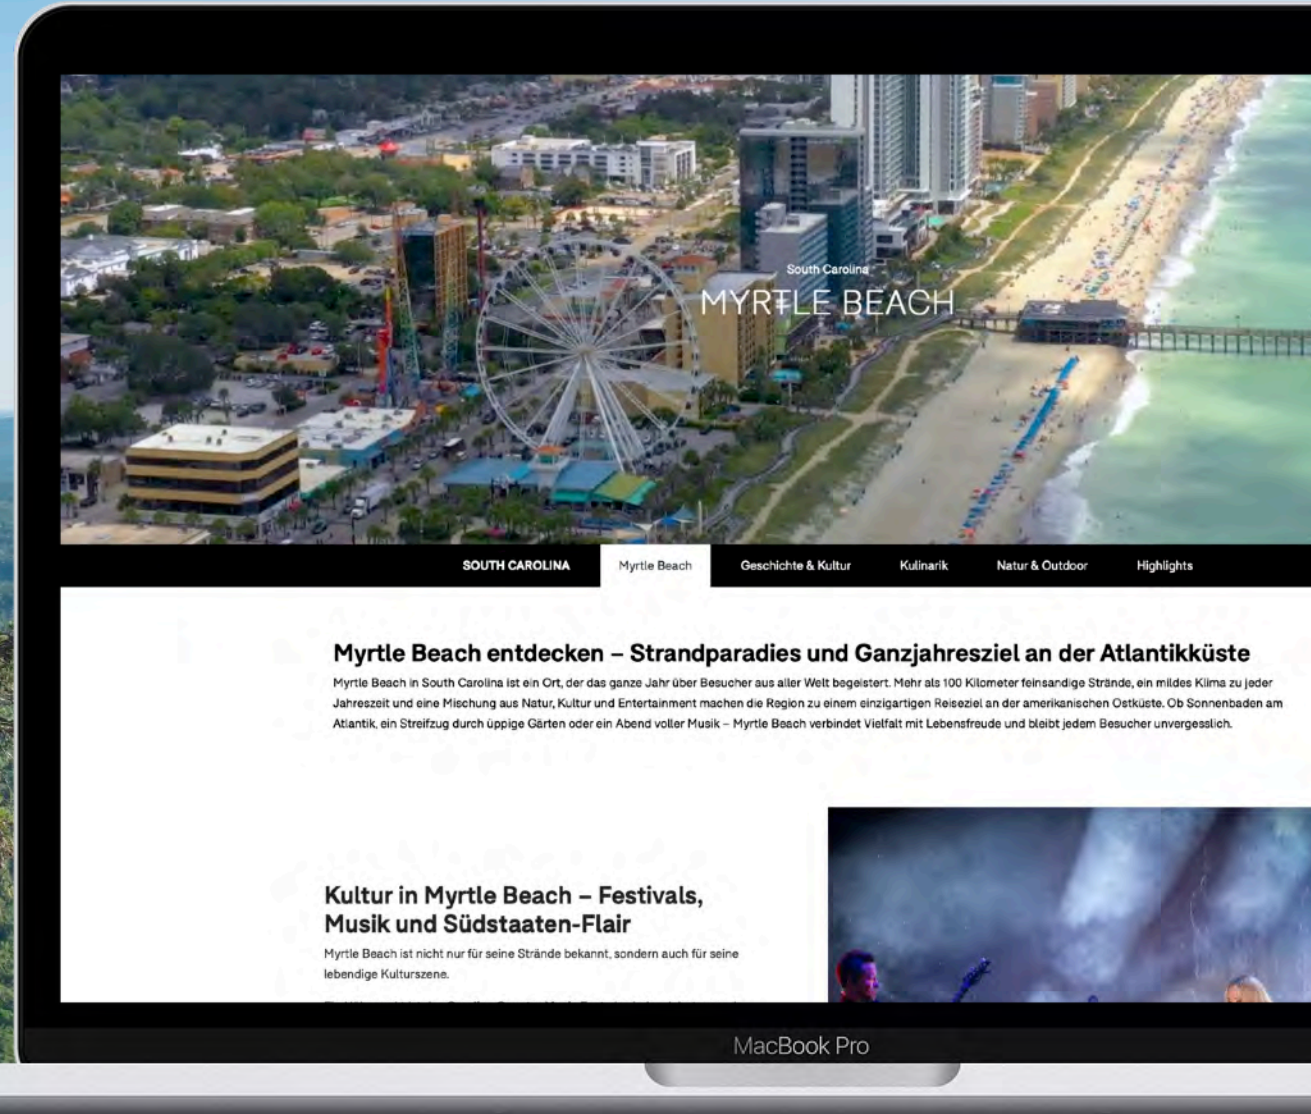 South Carolina
MYRTLE BEACH
SOUTH CAROLINA Myrtle Beach Geschichte & Kultur Kulinarik Natur & Outdoor Highlights
Myrtle Beach entdecken – Strandparadies und Ganzjahresziel an der Atlantikküste
Myrtle Beach in South Carolina ist ein Ort, der das ganze Jahr über Besucher aus aller Welt begeistert. Mehr als 100 Kilometer feinsandige Strände, ein mildes Klima zu jeder
Jahreszeit und eine Mischung aus Natur, Kultur und Entertainment machen die Region zu einem einzigartigen Reiseziel an der amerikanischen Ostküste. Ob Sonnenbaden am
Atlantik, ein Streifzug durch üppige Gärten oder ein Abend voller Musik – Myrtle Beach verbindet Vielfalt mit Lebensfreude und bleibt jedem Besucher unvergesslich.
Kultur in Myrtle Beach – Festivals,
Musik und Südstaaten-Flair
Myrtle Beach ist nicht nur für seine Strände bekannt, sondern auch für seine
lebendige Kulturszene.
MacBook Pro